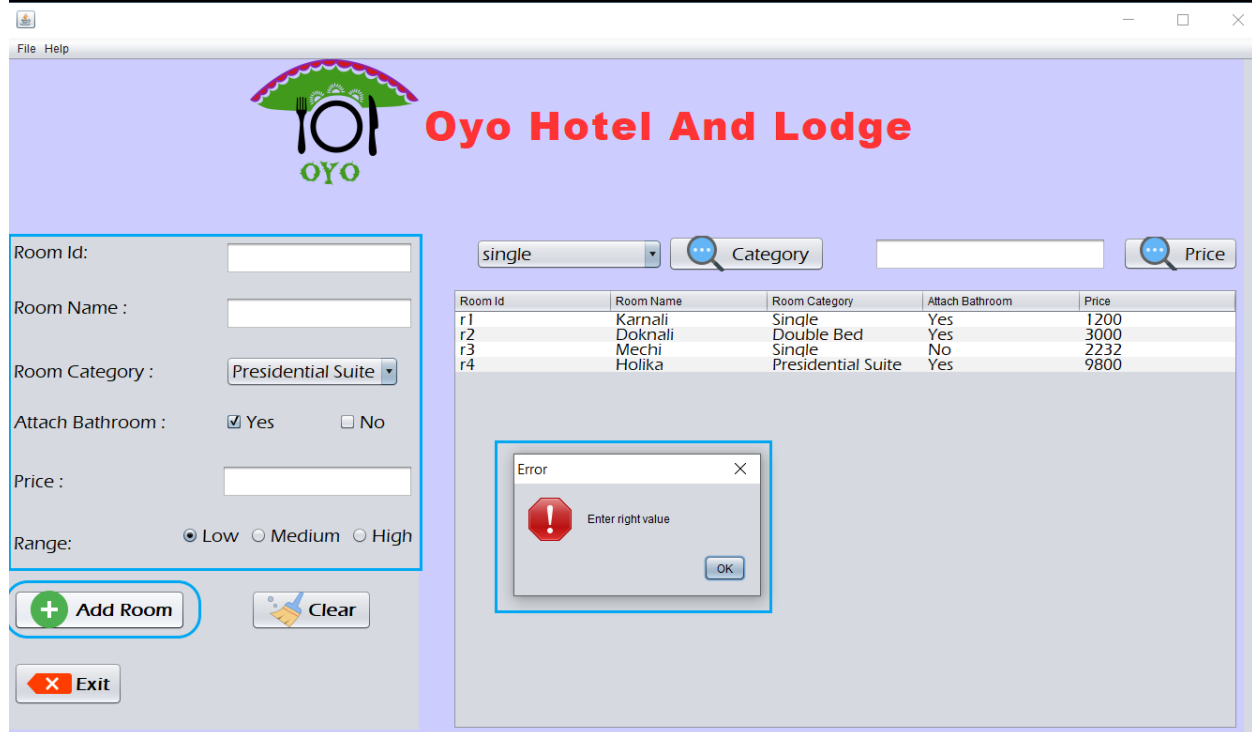 File Help
OYO
Oyo Hotel And Lodge
Room Id:
Room Name :
Room Category : Presidential Suite
Attach Bathroom : Yes No
Price :
Range: Low Medium High
Add Room Clear
Exit
single Category Price
Room Id Room Name Room Category Attach Bathroom Price
r1 Karnali Single Yes 1200
r2 Doknali Double Bed Yes 3000
r3 Mechi Single No 2232
r4 Holika Presidential Suite Yes 9800
Error
Enter right value
OK